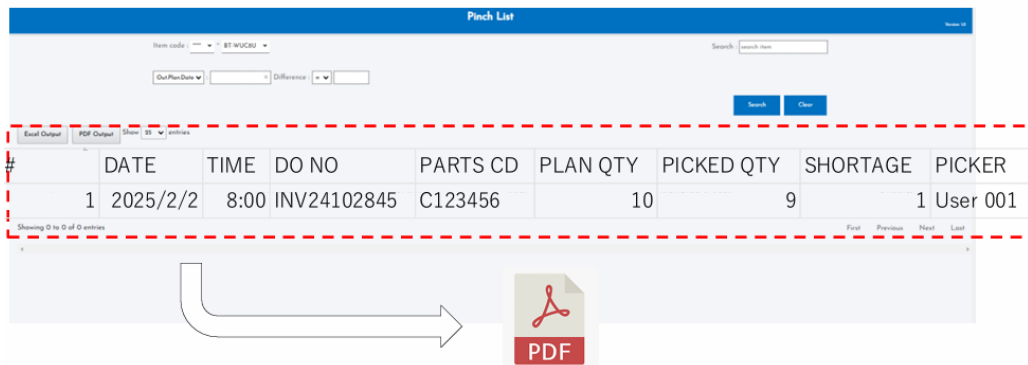 Pinch List
Version 1.0
Item code : **** ~ BT-WUC8U
Search : search item
Out Plan Date : × Difference : =
Search Clear
Excel Output PDF Output Show 25 entries
# DATE TIME DO NO PARTS CD PLAN QTY PICKED QTY SHORTAGE PICKER
1 2025/2/2 8:00 INV24102845 C123456 10 9 1 User 001
Showing 0 to 0 of 0 entries First Previous Next Last
PDF